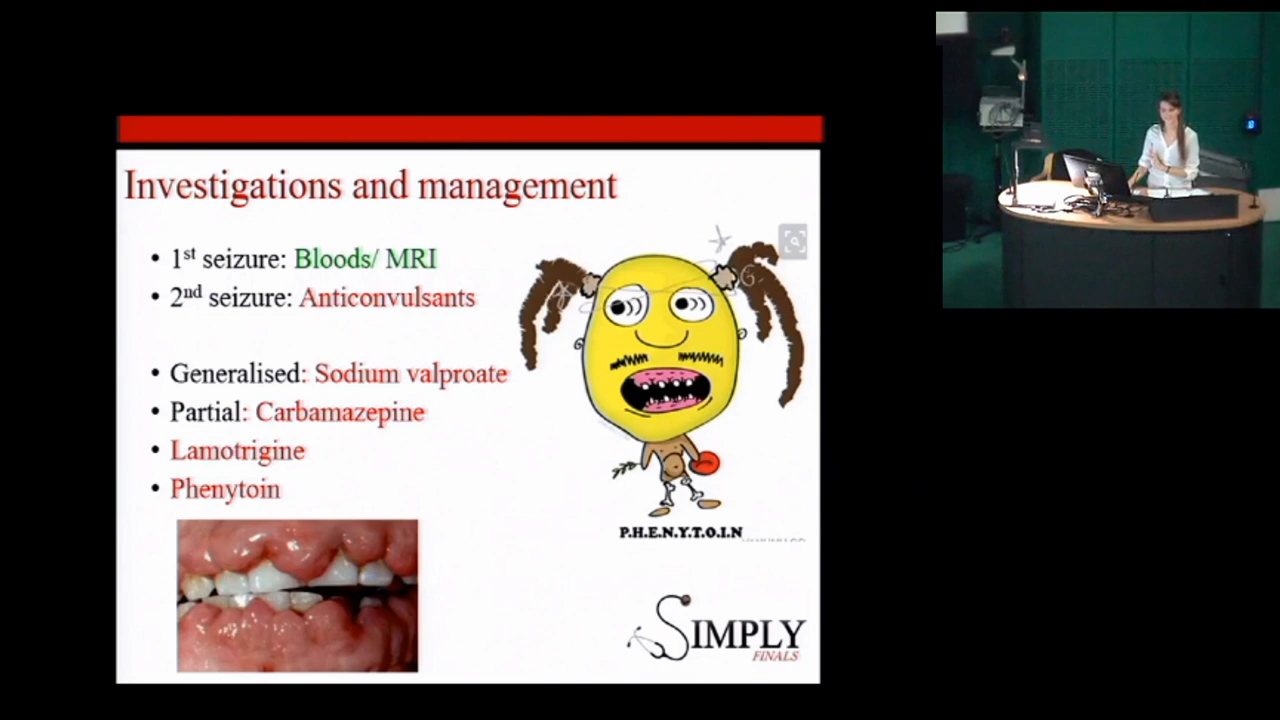 Investigations and management
• 1st seizure: Bloods/ MRI
• 2nd seizure: Anticonvulsants
• Generalised: Sodium valproate
• Partial: Carbamazepine
• Lamotrigine
• Phenytoin
P.H.E.N.Y.T.O.I.N
SIMPLY
FINALS